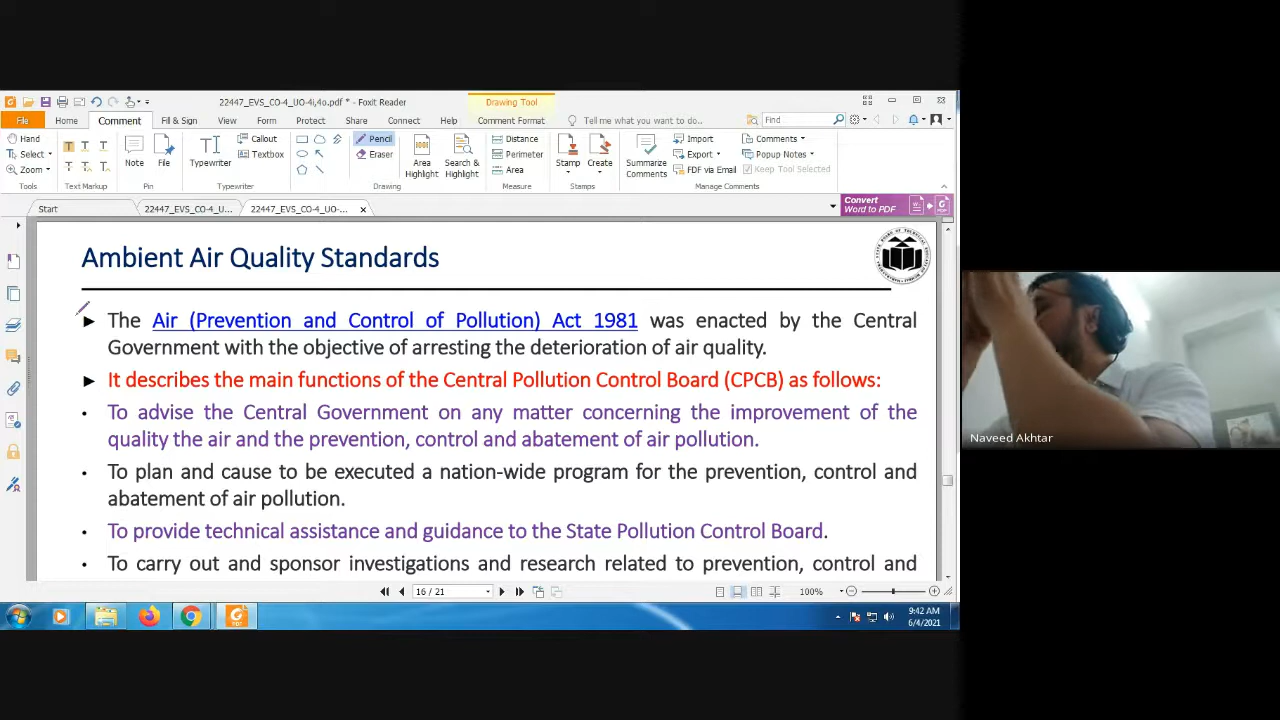 22447_EVS_CO-4_UO-4i,4o.pdf * - Foxit Reader
Drawing Tool
File Home Comment Fill & Sign View Form Protect Share Connect Help Comment Format Tell me what you want to do... Find
Hand
Select
Zoom
Tools
Text Markup
Note
File
Pin
Typewriter
Callout
Textbox
Typewriter
Pencil
Eraser
Drawing
Area Highlight
Search & Highlight
Distance
Perimeter
Area
Measure
Stamp
Create
Stamps
Summarize Comments
Import
Export
FDF via Email
Comments
Popup Notes
Keep Tool Selected
Manage Comments
Start
22447_EVS_CO-4_U...
22447_EVS_CO-4_UO-...
Convert
Word to PDF
Ambient Air Quality Standards
► The Air (Prevention and Control of Pollution) Act 1981 was enacted by the Central
Government with the objective of arresting the deterioration of air quality.
► It describes the main functions of the Central Pollution Control Board (CPCB) as follows:
• To advise the Central Government on any matter concerning the improvement of the
quality the air and the prevention, control and abatement of air pollution.
• To plan and cause to be executed a nation-wide program for the prevention, control and
abatement of air pollution.
• To provide technical assistance and guidance to the State Pollution Control Board.
• To carry out and sponsor investigations and research related to prevention, control and
16 / 21
100%
9:42 AM
6/4/2021
Naveed Akhtar